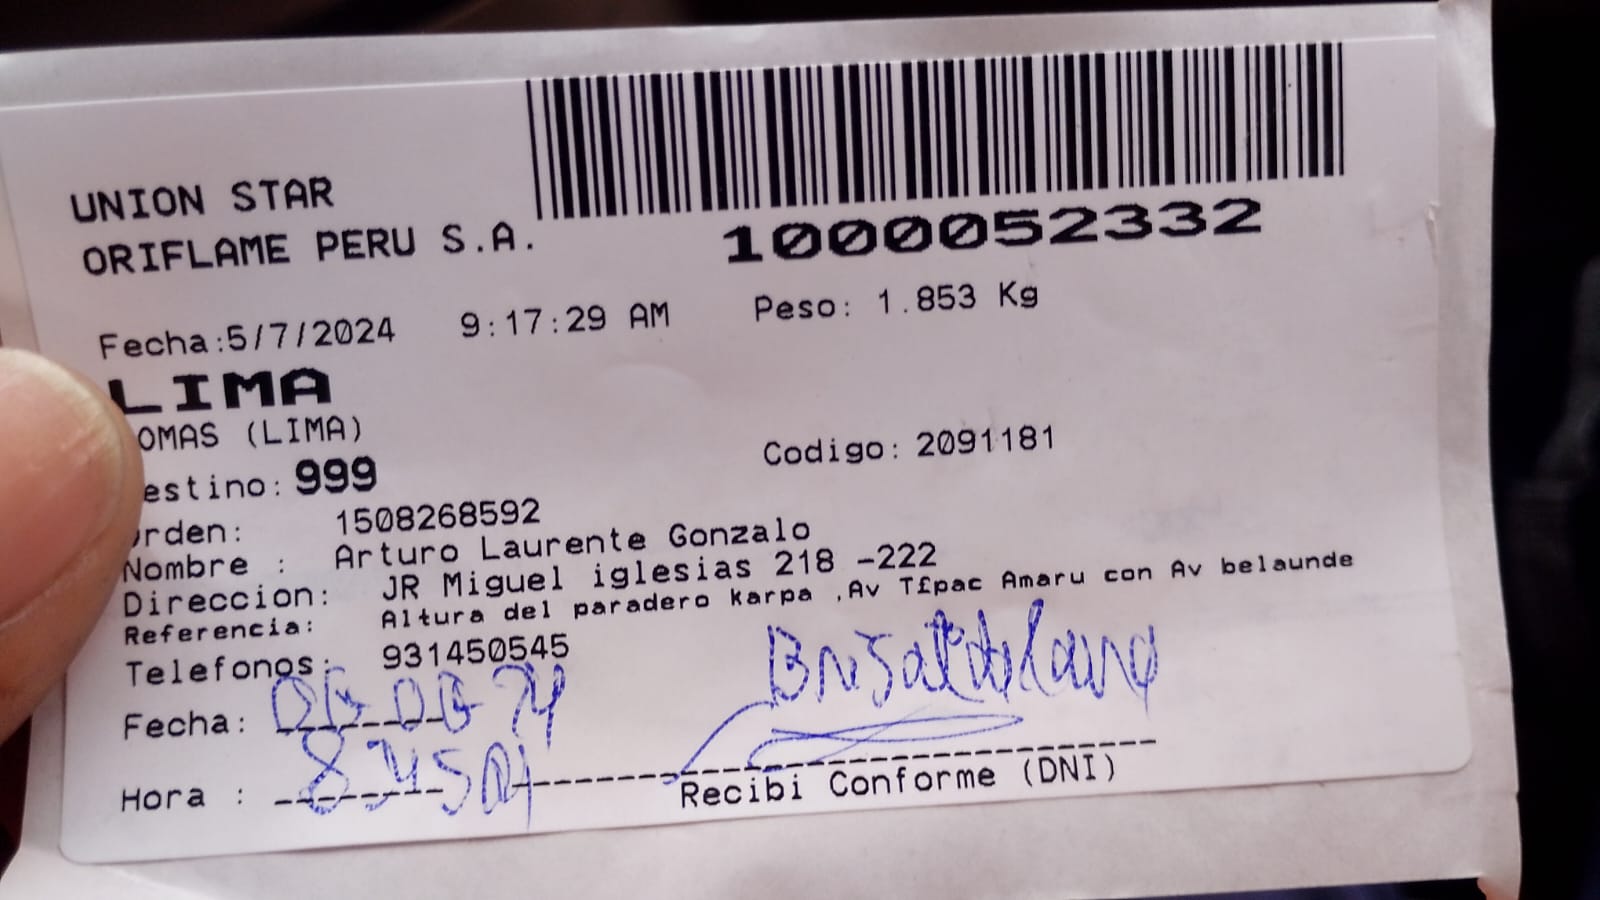 UNION STAR
ORIFLAME PERU S.A.
1000052332
Fecha:5/7/2024 9:17:29 AM Peso: 1.853 Kg
LIMA
OMAS (LIMA)
estino: 999 Codigo: 2091181
rden: 1508268592
Nombre : Arturo Laurente Gonzalo
Direccion: JR Miguel iglesias 218 -222
Referencia: Altura del paradero karpa ,Av T£pac Amaru con Av belaunde
Telefonos: 931450545
Fecha:
Hora :
Recibi Conforme (DNI)